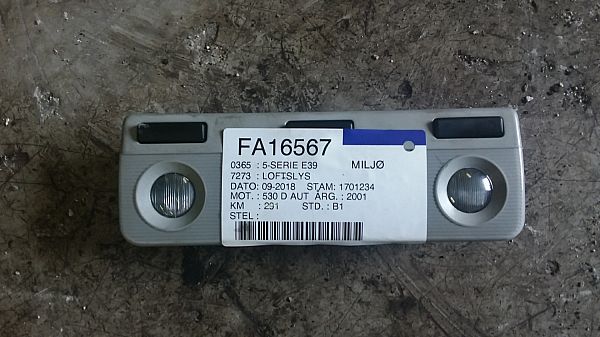 FA16567
0365 : 5-SERIE E39 MILJØ
7273 : LOFTSLYS
DATO: 09-2018 STAM: 1701234
MOT. : 530 D AUT ÅRG. : 2001
KM : 291 STD. : B1
STEL :